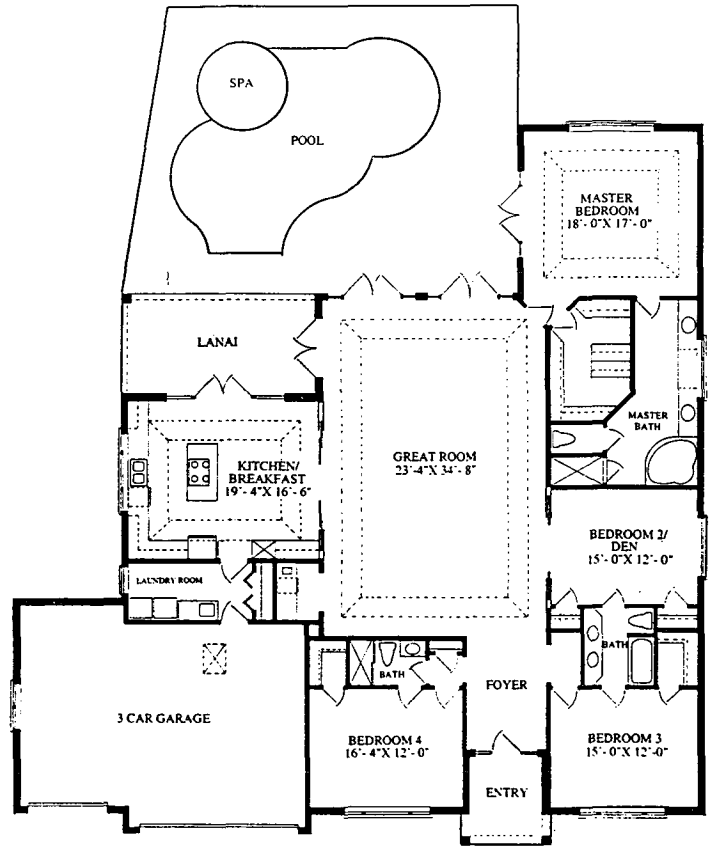 SPA
POOL
MASTER
BEDROOM
18'-0"X 17'-0"
LANAI
MASTER
BATH
GREAT ROOM
23'-4"X 34'-8"
KITCHEN/
BREAKFAST
19'-4"X 16'-6"
BEDROOM 2/
DEN
15'-0"X 12'-0"
LAUNDRY ROOM
BATH
BATH
FOYER
3 CAR GARAGE
BEDROOM 4
16'-4"X 12'-0"
BEDROOM 3
15'-0"X 12'-0"
ENTRY